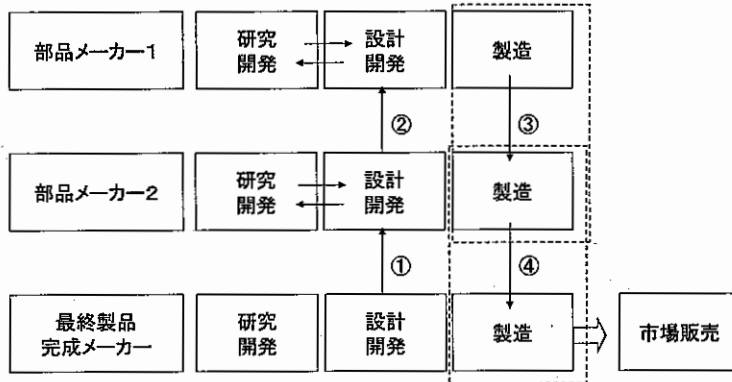 部品メーカー1
研究
開発
設計
開発
製造
②
③
部品メーカー2
研究
開発
設計
開発
製造
①
④
最終製品
完成メーカー
研究
開発
設計
開発
製造
市場販売